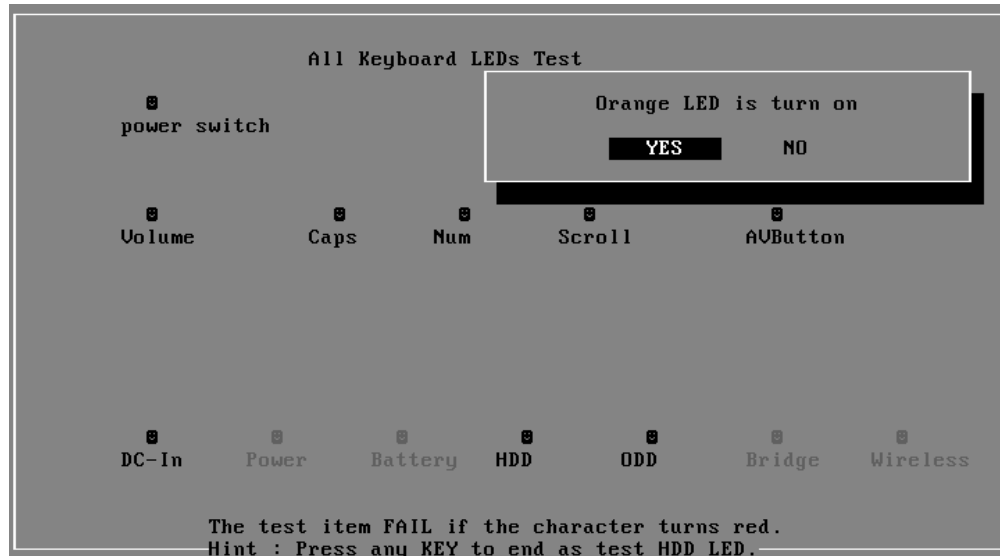 All Keyboard LEDs Test
Orange LED is turn on
YES NO
power switch
Volume Caps Num Scroll AVButton
DC-In Power Battery HDD ODD Bridge Wireless
The test item FAIL if the character turns red.
Hint : Press any KEY to end as test HDD LED.